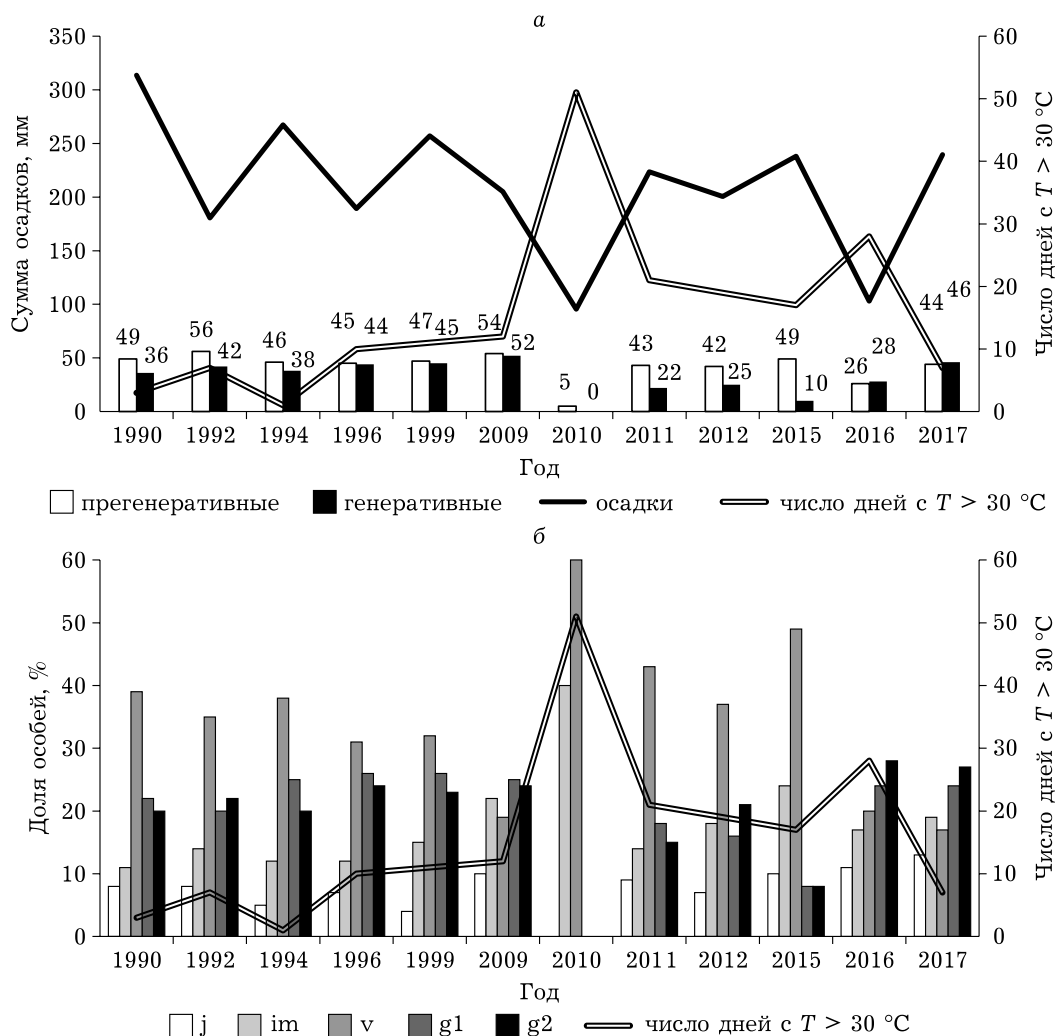 а
Сумма осадков, мм
Число дней с T > 30 °C
350
300
250
200
150
100
50
0
60
50
40
30
20
10
0
49 36 56 42 46 38 45 44 47 45 54 52 5 0 43 22 42 25 49 10 26 28 44 46
1990 1992 1994 1996 1999 2009 2010 2011 2012 2015 2016 2017
Год
прегенеративные генеративные осадки число дней с T > 30 °C
б
Доля особей, %
Число дней с T > 30 °C
60
50
40
30
20
10
0
60
50
40
30
20
10
0
1990 1992 1994 1996 1999 2009 2010 2011 2012 2015 2016 2017
Год
j im v g1 g2 число дней с T > 30 °C